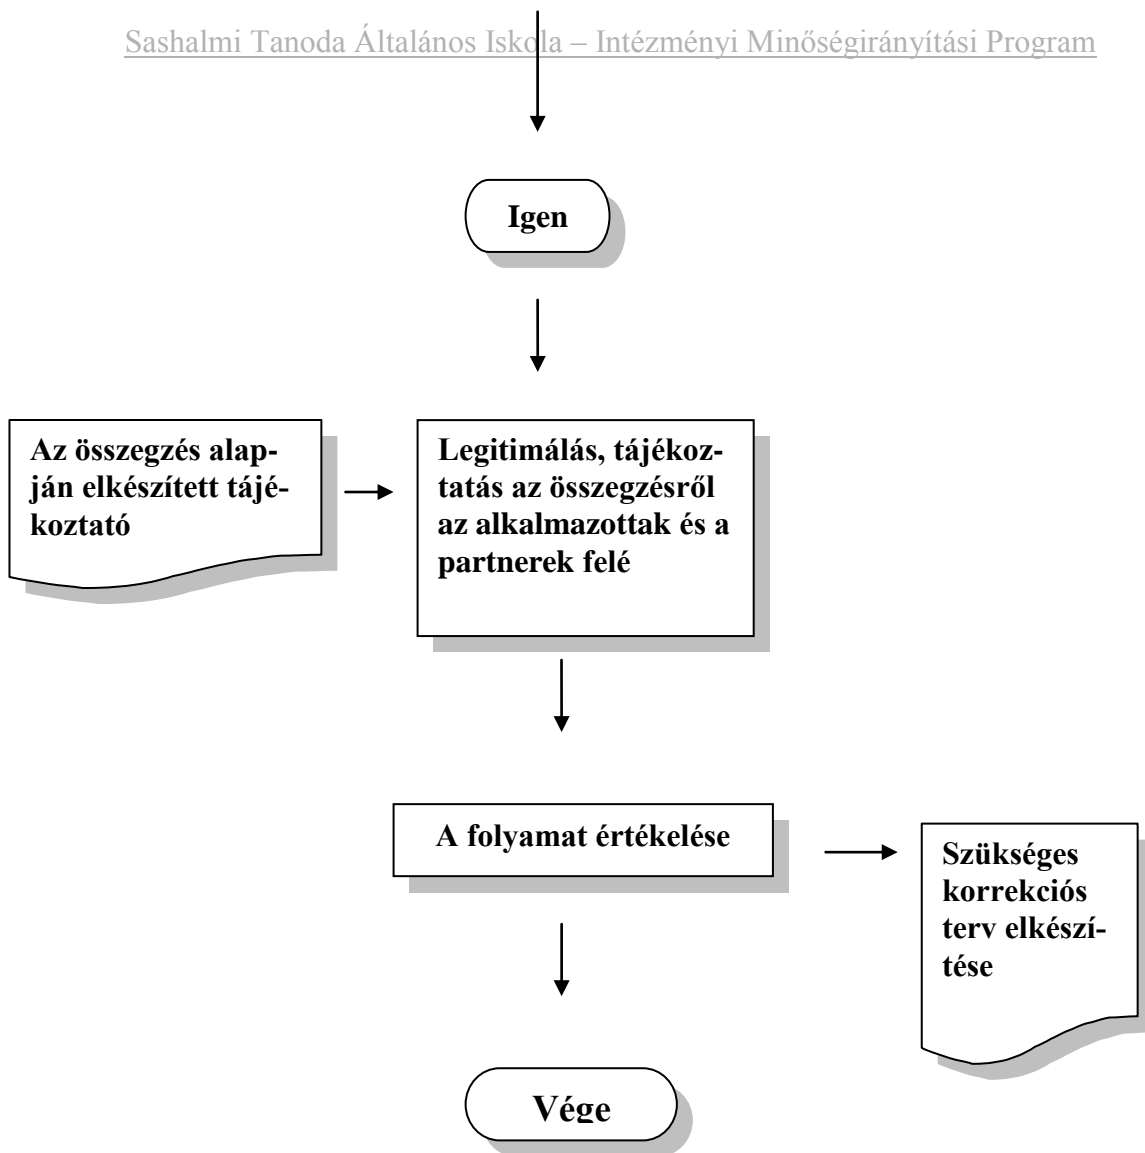 Sashalmi Tanoda Általános Iskola – Intézményi Minőségirányítási Program
Igen
Az összegzés alap-
ján elkészített tájé-
koztató
Legitimálás, tájékoz-
tatás az összegzésről
az alkalmazottak és a
partnerek felé
A folyamat értékelése
Szükséges
korrekciós
terv elkészí-
tése
Vége